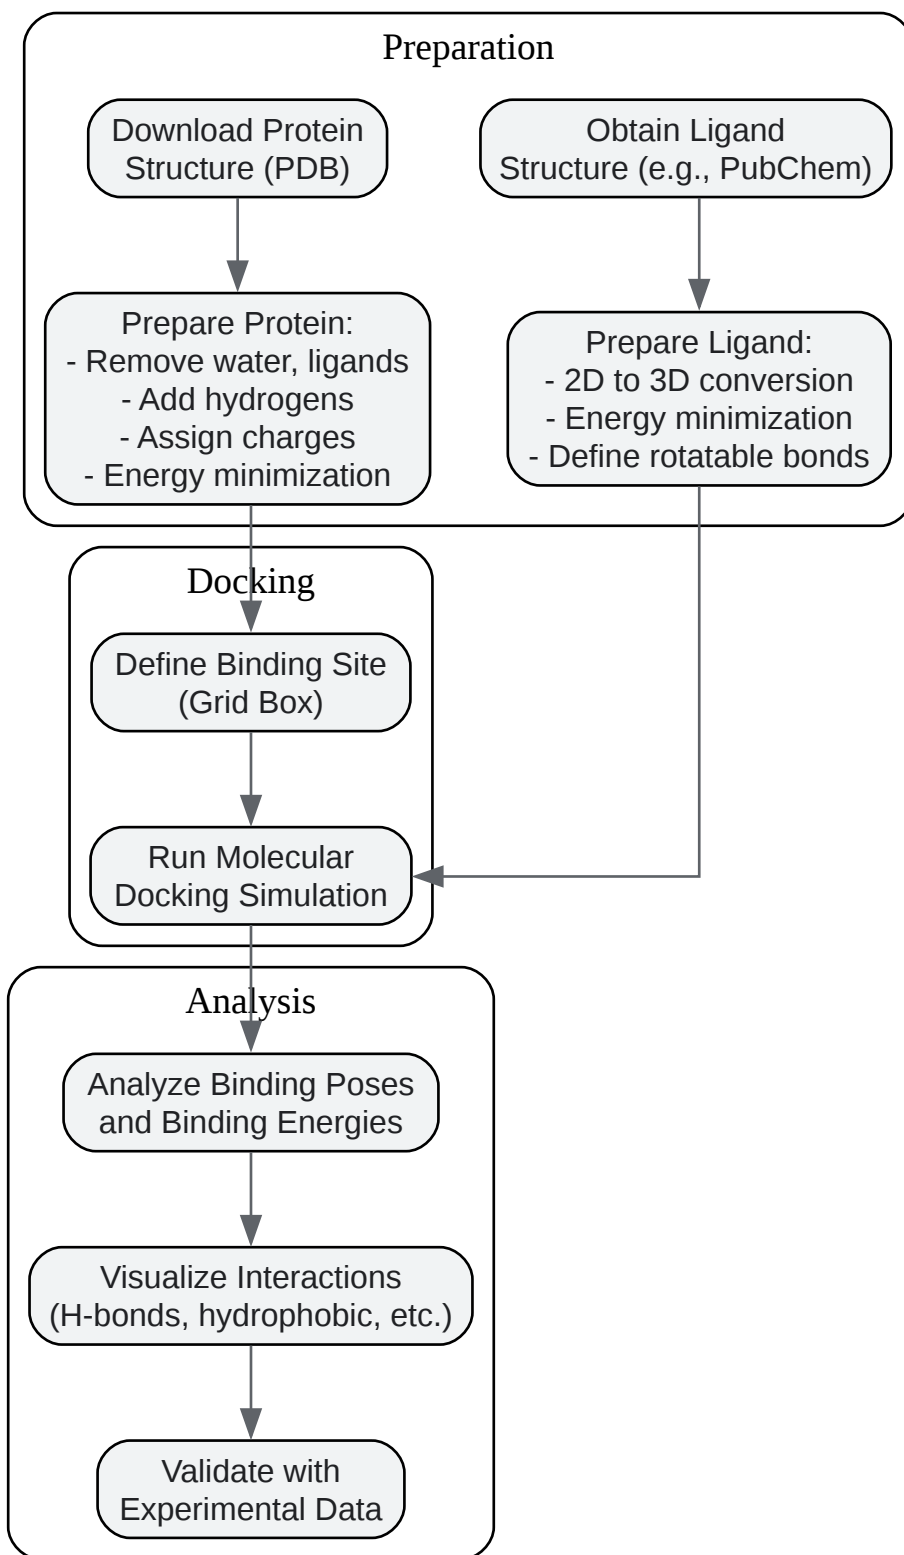 Preparation
Download Protein
Structure (PDB)
Obtain Ligand
Structure (e.g., PubChem)
Prepare Protein:
- Remove water, ligands
- Add hydrogens
- Assign charges
- Energy minimization
Prepare Ligand:
- 2D to 3D conversion
- Energy minimization
- Define rotatable bonds
Docking
Define Binding Site
(Grid Box)
Run Molecular
Docking Simulation
Analysis
Analyze Binding Poses
and Binding Energies
Visualize Interactions
(H-bonds, hydrophobic, etc.)
Validate with
Experimental Data